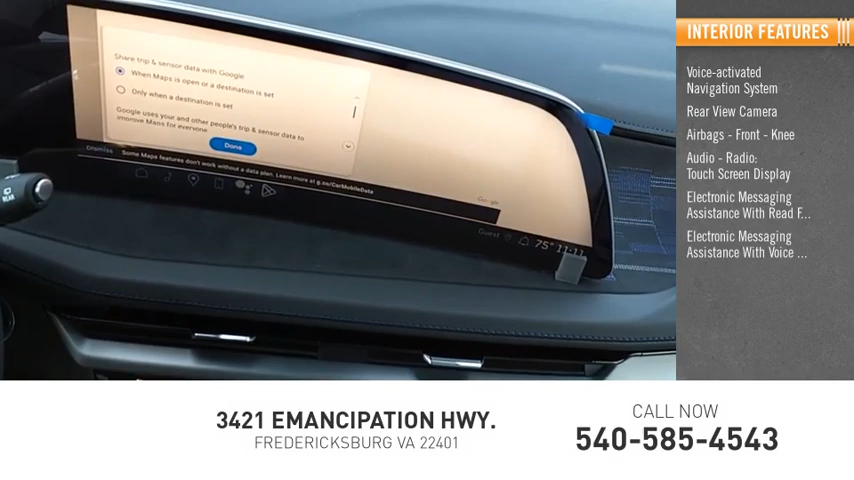 Share trip & sensor data with Google
When Maps is open or a destination is set
Only when a destination is set
Google uses your and other people's trip & sensor data to
improve Maps for everyone
Done
Dismiss
Some Maps features don't work without a data plan. Learn more at g.co/CarMobileData
Google
Guest
75° 11:11
REAR
INTERIOR FEATURES
Voice-activated
Navigation System
Rear View Camera
Airbags - Front - Knee
Audio - Radio:
Touch Screen Display
Electronic Messaging
Assistance With Read F...
Electronic Messaging
Assistance With Voice ...
3421 EMANCIPATION HWY.
FREDERICKSBURG VA 22401
CALL NOW
540-585-4543